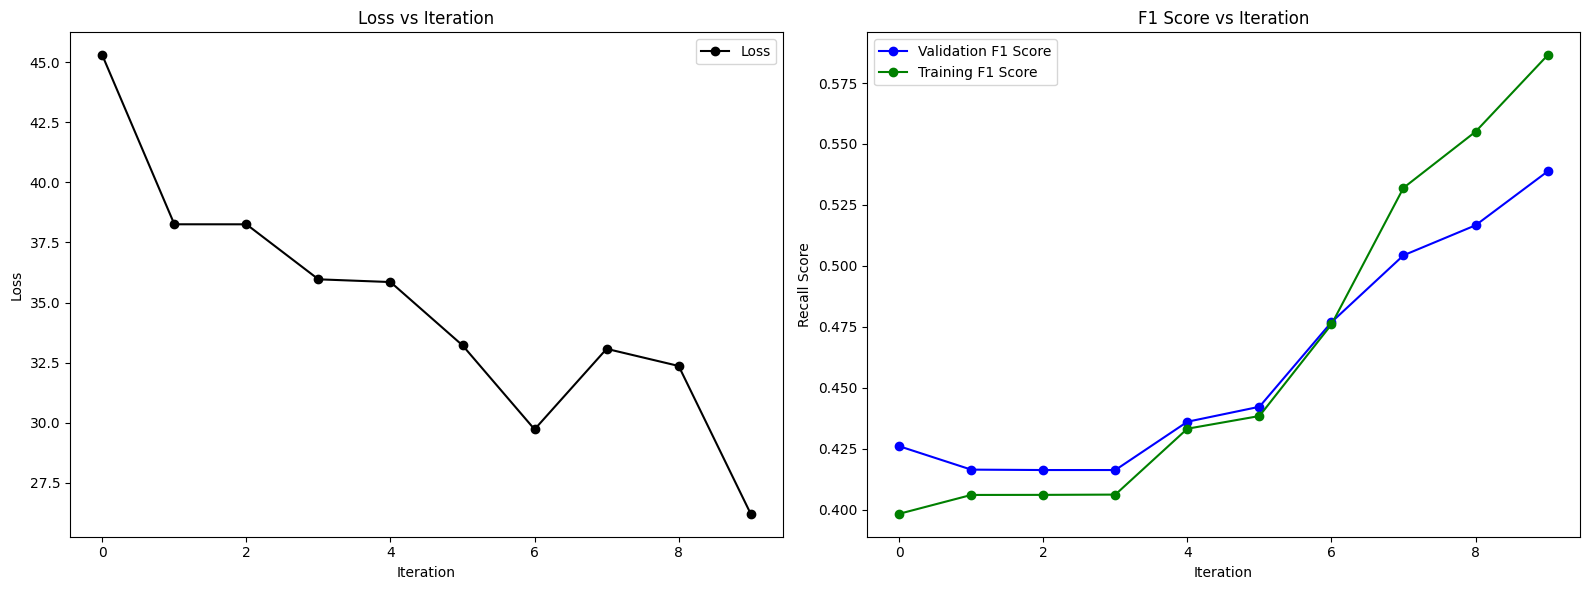 Loss vs Iteration
Loss
45.0
42.5
40.0
37.5
35.0
32.5
30.0
27.5
Loss
0
2
4
6
8
Iteration
F1 Score vs Iteration
Validation F1 Score
Training F1 Score
0.575
0.550
0.525
0.500
0.475
0.450
0.425
0.400
Recall Score
0
2
4
6
8
Iteration